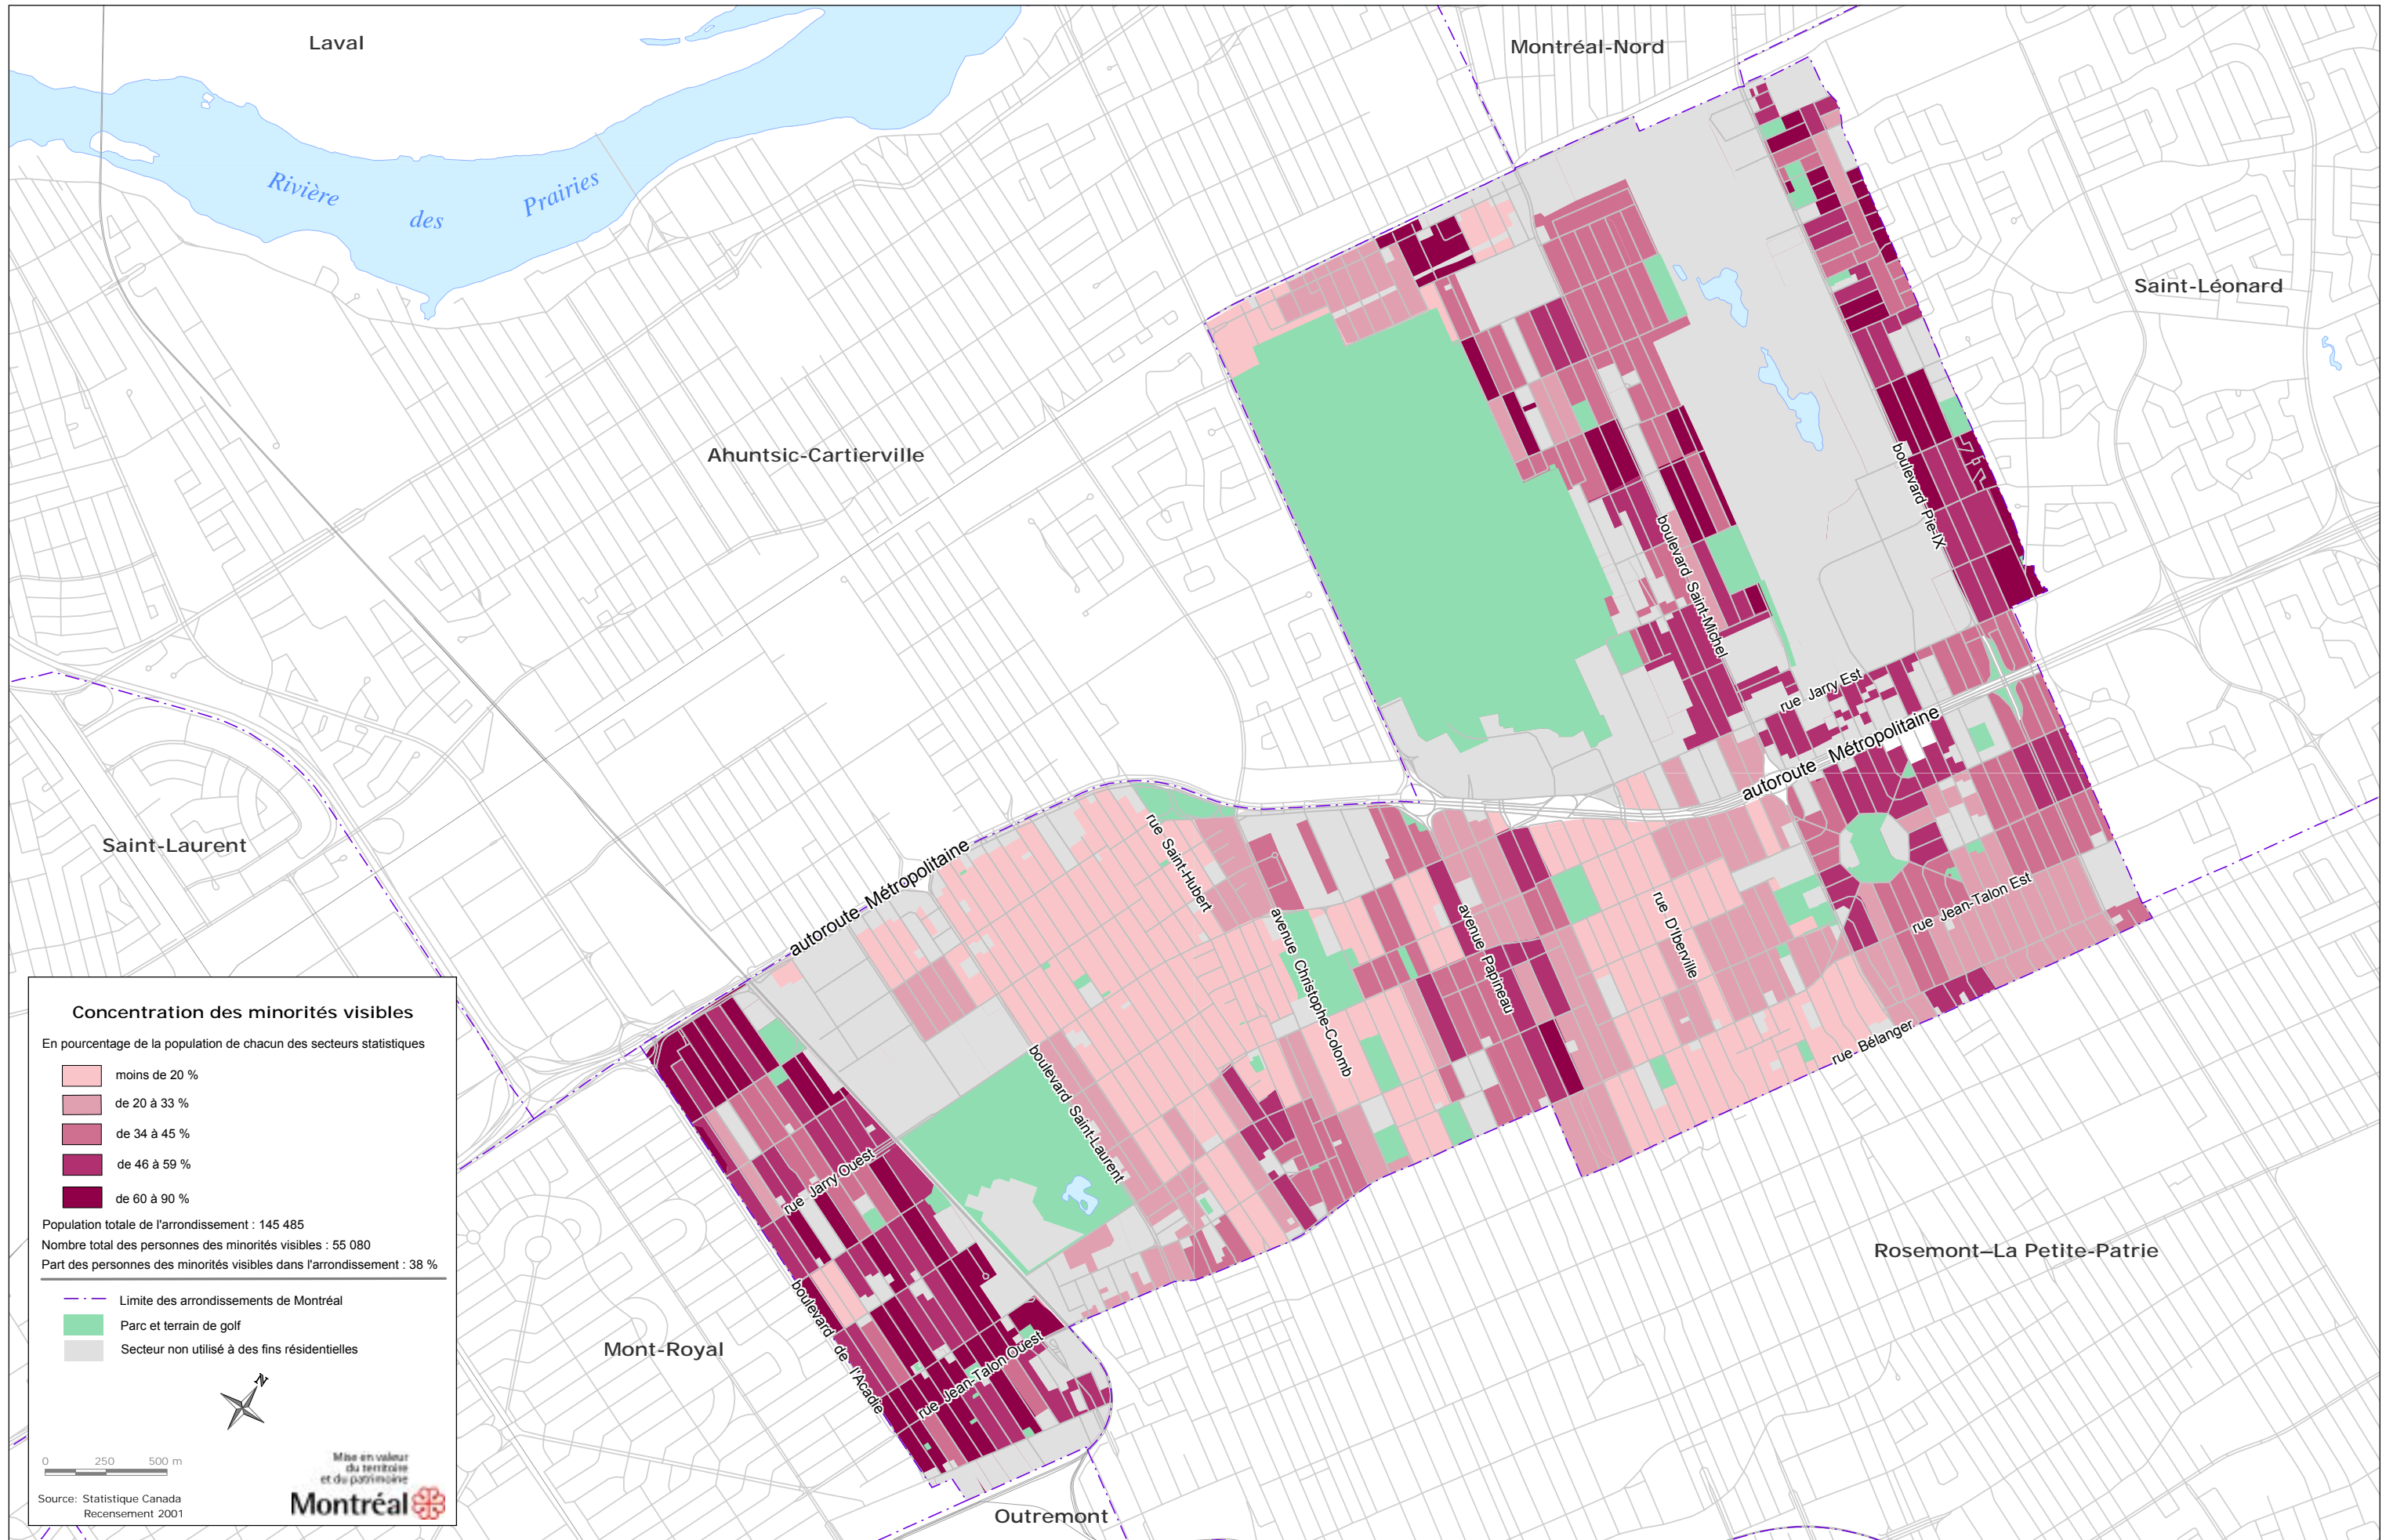 Laval
Montréal-Nord
Rivière des Prairies
Saint-Léonard
Ahuntsic-Cartierville
boulevard Pie-IX
boulevard Saint-Michel
rue Jarry Est
autoroute Métropolitaine
Saint-Laurent
autoroute Métropolitaine
rue Saint-Hubert
avenue Christophe-Colomb
avenue Papineau
rue D'Iberville
rue Jean-Talon Est
rue Bélanger
boulevard Saint-Laurent
rue Jarry Ouest
boulevard de l'Acadie
rue Jean-Talon Ouest
Mont-Royal
Rosemont–La Petite-Patrie
Outremont
Concentration des minorités visibles
En pourcentage de la population de chacun des secteurs statistiques
moins de 20 %
de 20 à 33 %
de 34 à 45 %
de 46 à 59 %
de 60 à 90 %
Population totale de l'arrondissement : 145 485
Nombre total des personnes des minorités visibles : 55 080
Part des personnes des minorités visibles dans l'arrondissement : 38 %
Limite des arrondissements de Montréal
Parc et terrain de golf
Secteur non utilisé à des fins résidentielles
N
0 250 500 m
Mise en valeur
du territoire
et du patrimoine
Montréal
Source: Statistique Canada
Recensement 2001